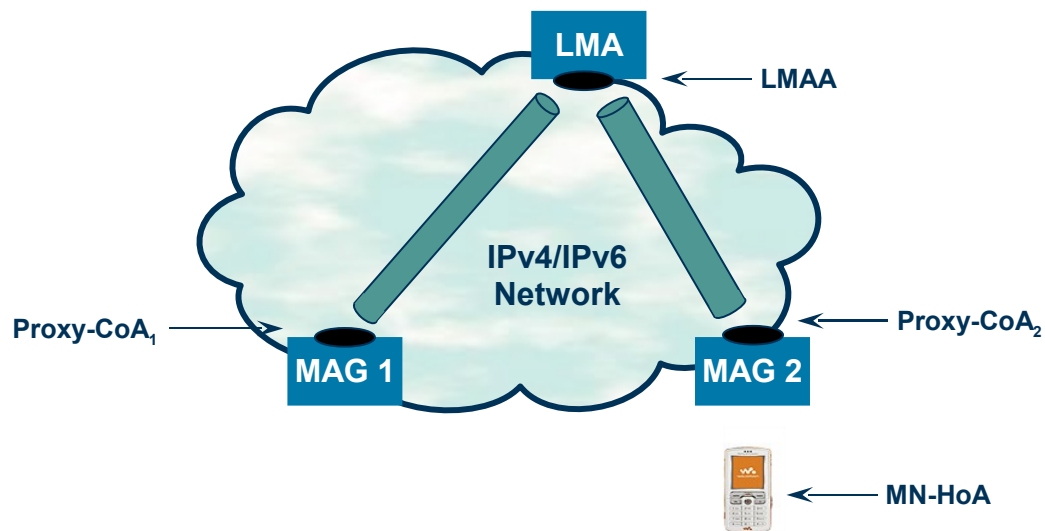 LMA
LMAA
IPv4/IPv6
Network
Proxy-CoA1
Proxy-CoA2
MAG 1
MAG 2
MN-HoA